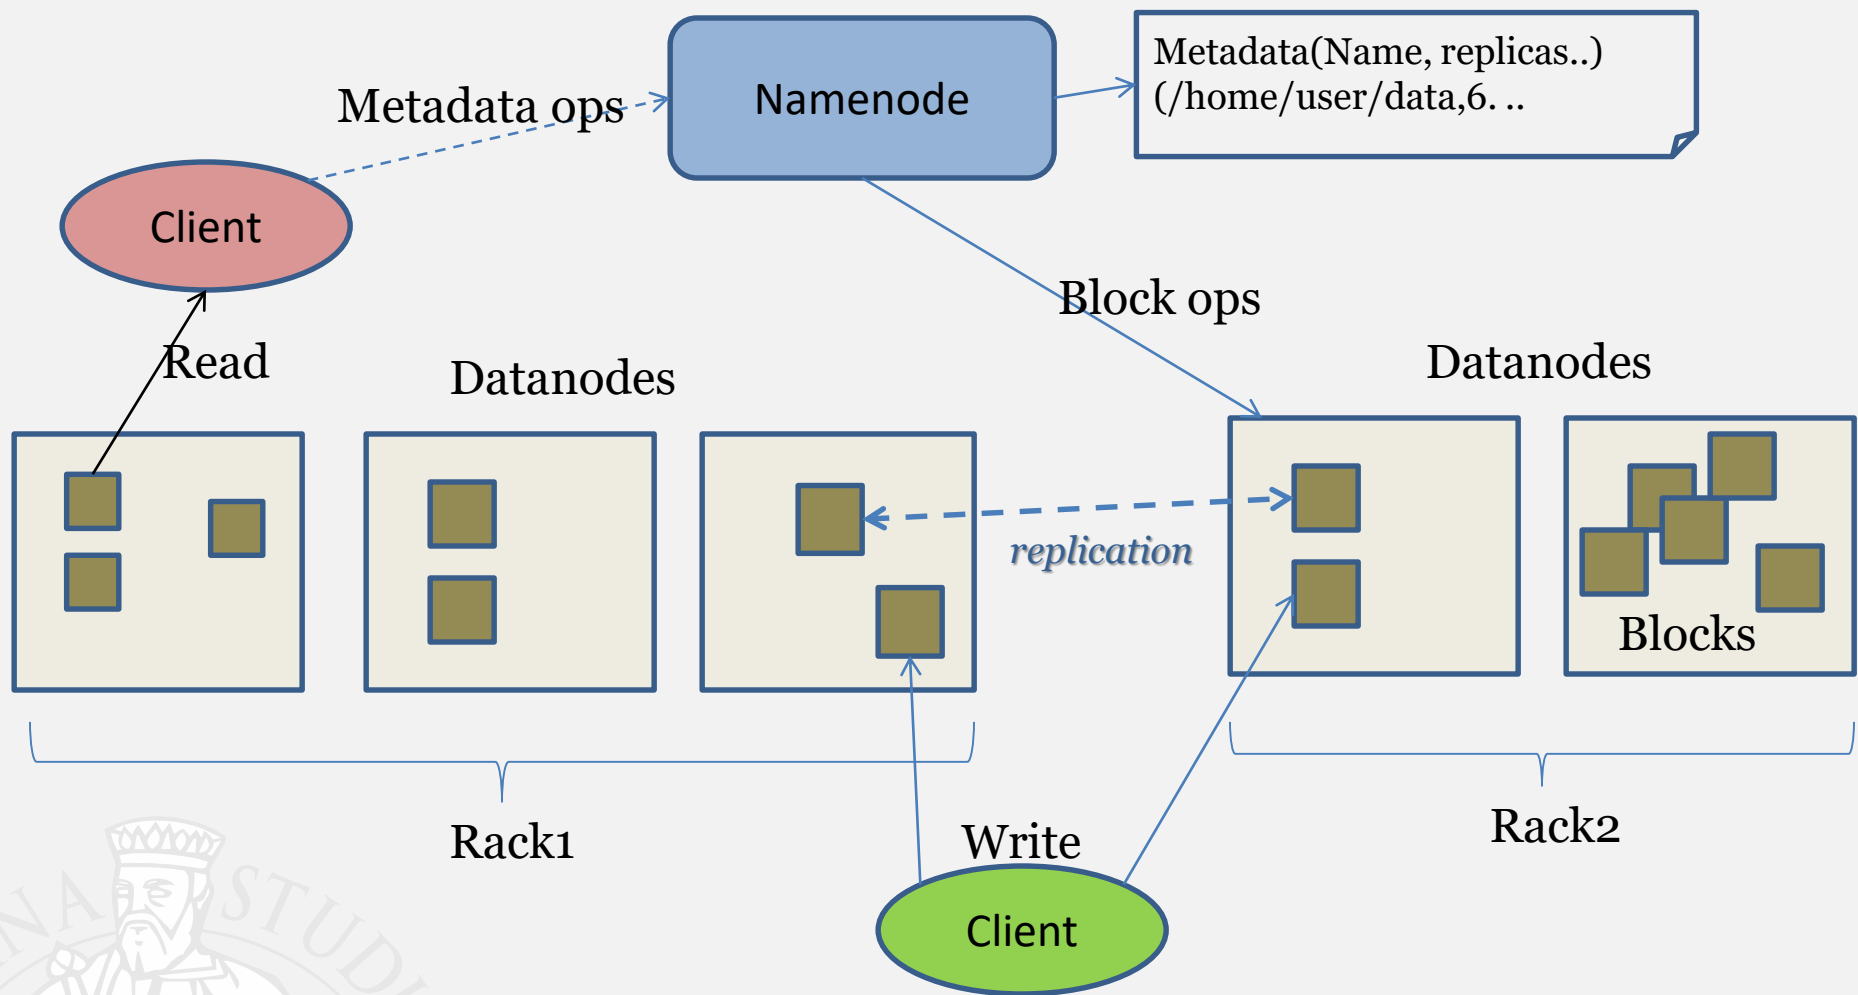 Metadata ops
Namenode
Metadata(Name, replicas..)
(/home/user/data,6. ..
Client
Block ops
Read
Datanodes
Datanodes
replication
Blocks
Rack1
Write
Rack2
Client